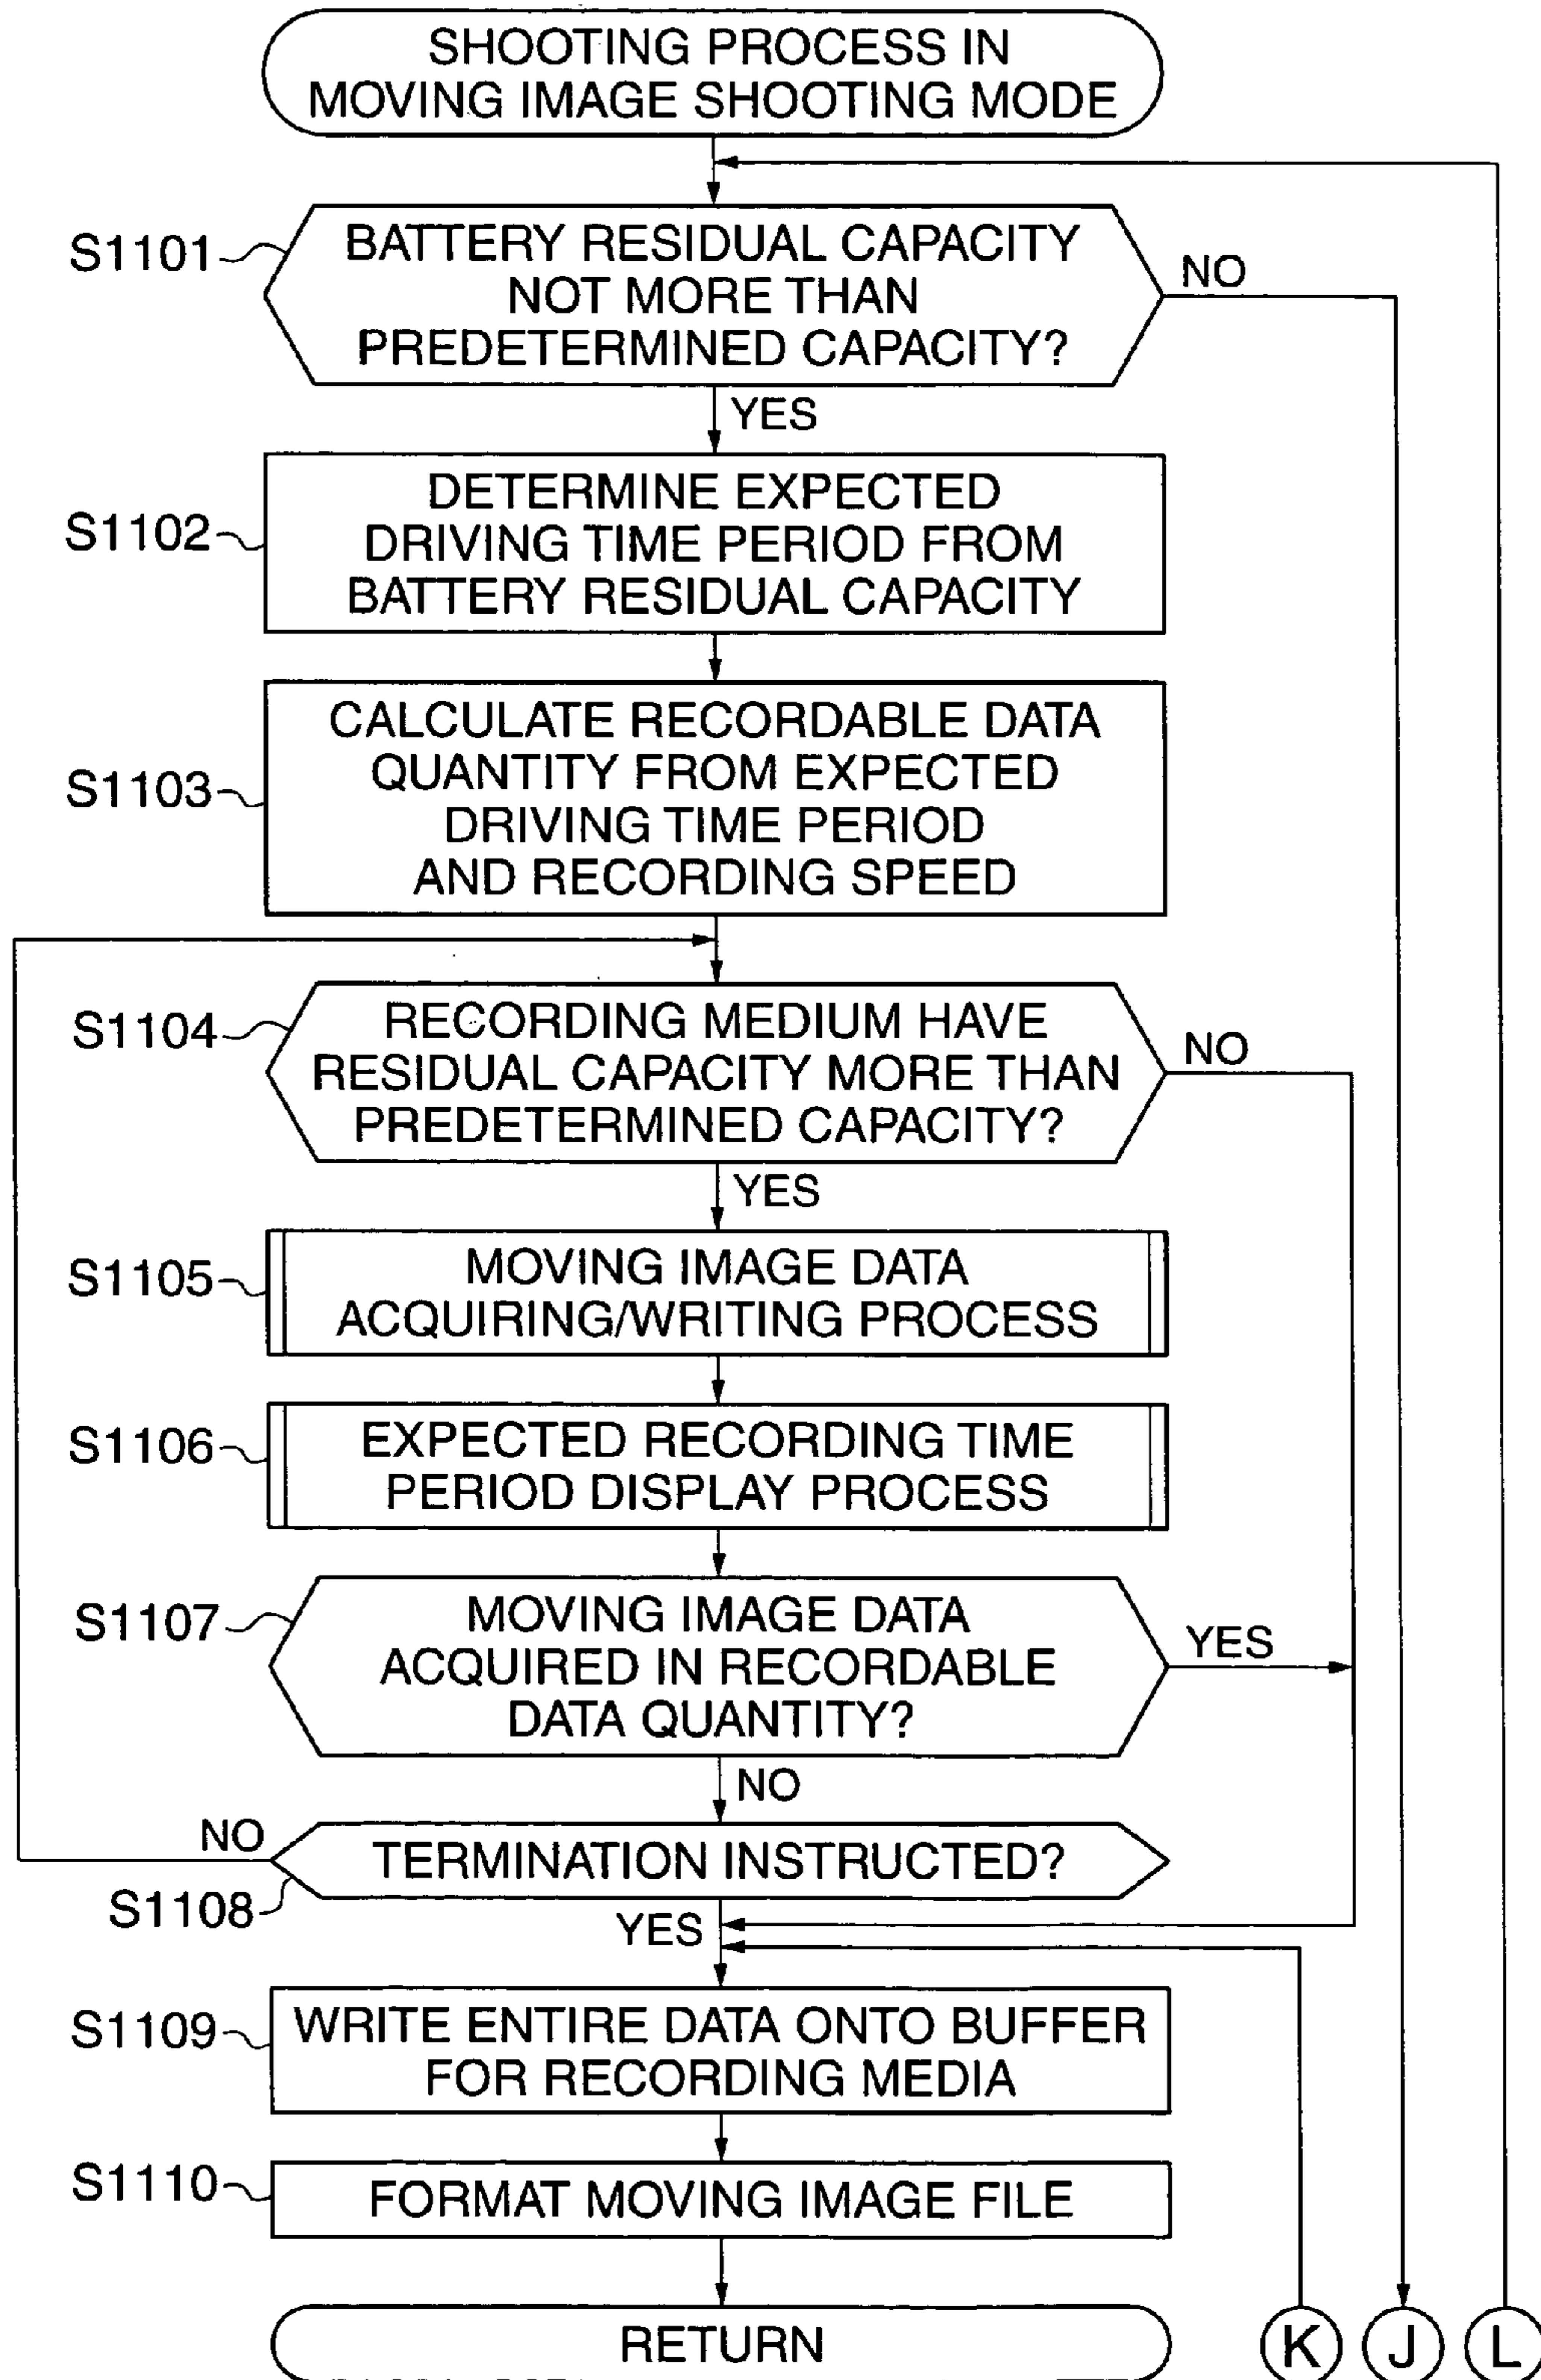 SHOOTING PROCESS IN
MOVING IMAGE SHOOTING MODE
S1101
BATTERY RESIDUAL CAPACITY
NOT MORE THAN
PREDETERMINED CAPACITY?
NO
YES
S1102
DETERMINE EXPECTED
DRIVING TIME PERIOD FROM
BATTERY RESIDUAL CAPACITY
S1103
CALCULATE RECORDABLE DATA
QUANTITY FROM EXPECTED
DRIVING TIME PERIOD
AND RECORDING SPEED
S1104
RECORDING MEDIUM HAVE
RESIDUAL CAPACITY MORE THAN
PREDETERMINED CAPACITY?
NO
YES
S1105
MOVING IMAGE DATA
ACQUIRING/WRITING PROCESS
S1106
EXPECTED RECORDING TIME
PERIOD DISPLAY PROCESS
S1107
MOVING IMAGE DATA
ACQUIRED IN RECORDABLE
DATA QUANTITY?
YES
NO
NO
TERMINATION INSTRUCTED?
S1108
YES
S1109
WRITE ENTIRE DATA ONTO BUFFER
FOR RECORDING MEDIA
S1110
FORMAT MOVING IMAGE FILE
RETURN
K
J
L